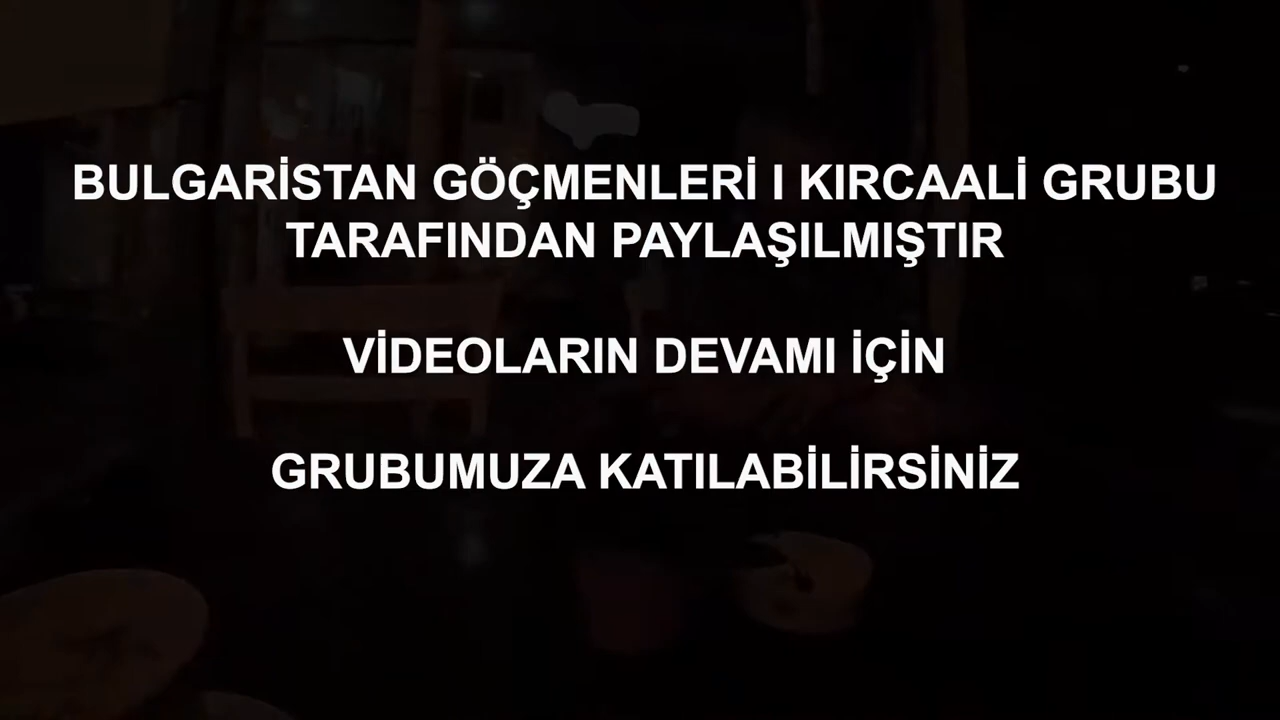 BULGARİSTAN GÖÇMENLERİ I KIRCAALİ GRUBU
TARAFINDAN PAYLAŞILMIŞTIR
VİDEOLARIN DEVAMI İÇİN
GRUBUMUZA KATILABİLİRSİNİZ